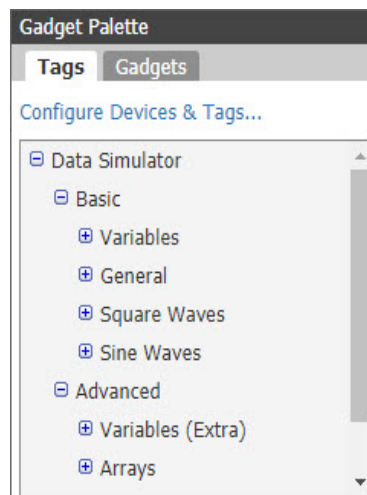 Gadget Palette
Tags Gadgets
Configure Devices & Tags...
Data Simulator
Basic
Variables
General
Square Waves
Sine Waves
Advanced
Variables (Extra)
Arrays